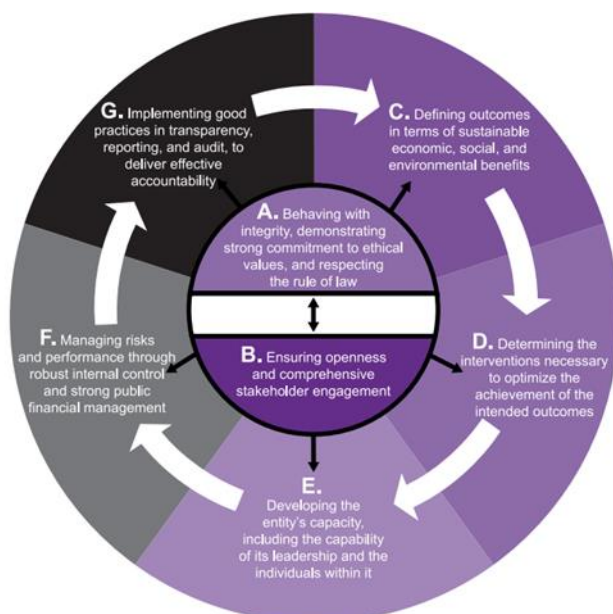 A. Behaving with
integrity, demonstrating
strong commitment to ethical
values, and respecting
the rule of law
B. Ensuring openness
and comprehensive
stakeholder engagement
C. Defining outcomes
in terms of sustainable
economic, social, and
environmental benefits
D. Determining the
interventions necessary
to optimize the
achievement of the
intended outcomes
E.
Developing the
entity's capacity,
including the capability
of its leadership and the
individuals within it
F. Managing risks
and performance through
robust internal control
and strong public
financial management
G. Implementing good
practices in transparency,
reporting, and audit, to
deliver effective
accountability